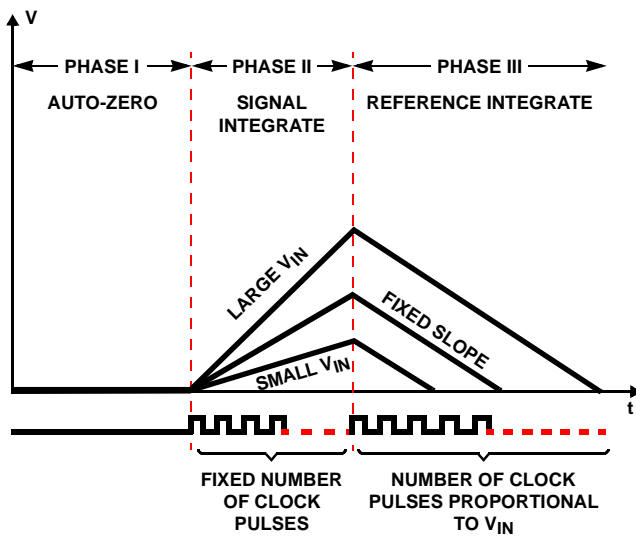 V
PHASE I
PHASE II
PHASE III
AUTO-ZERO
SIGNAL
INTEGRATE
REFERENCE INTEGRATE
LARGE VIN
FIXED SLOPE
SMALL VIN
t
FIXED NUMBER
OF CLOCK
PULSES
NUMBER OF CLOCK
PULSES PROPORTIONAL
TO VIN